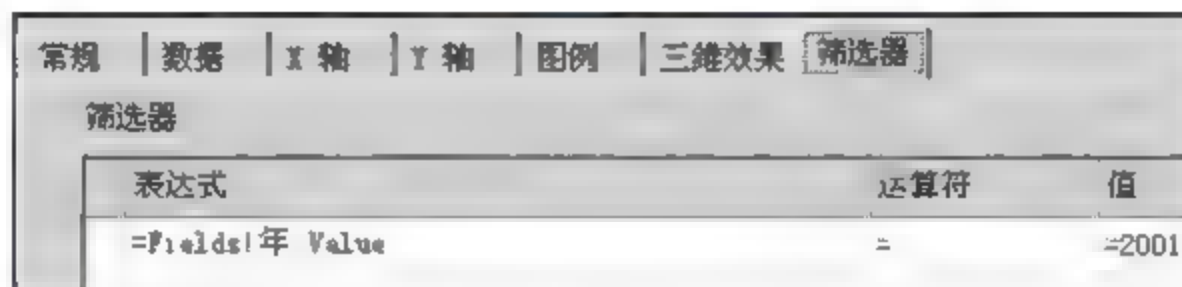 常规 数据 X 轴 Y 轴 图例 三维效果 筛选器
筛选器
表达式 运算符 值
=Fields!年 Value = =2001